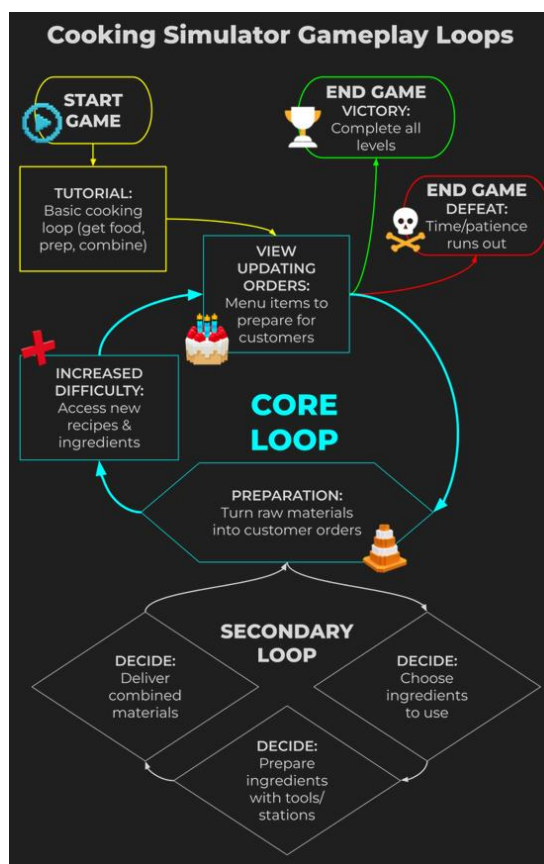 Cooking Simulator Gameplay Loops
START
GAME
END GAME
VICTORY:
Complete all
levels
TUTORIAL:
Basic cooking
loop (get food,
prep, combine)
END GAME
DEFEAT:
Time/patience
runs out
VIEW
UPDATING
ORDERS:
Menu items to
prepare for
customers
INCREASED
DIFFICULTY:
Access new
recipes &
ingredients
CORE
LOOP
PREPARATION:
Turn raw materials
into customer orders
SECONDARY
LOOP
DECIDE:
Deliver
combined
materials
DECIDE:
Choose
ingredients
to use
DECIDE:
Prepare
ingredients
with tools/
stations